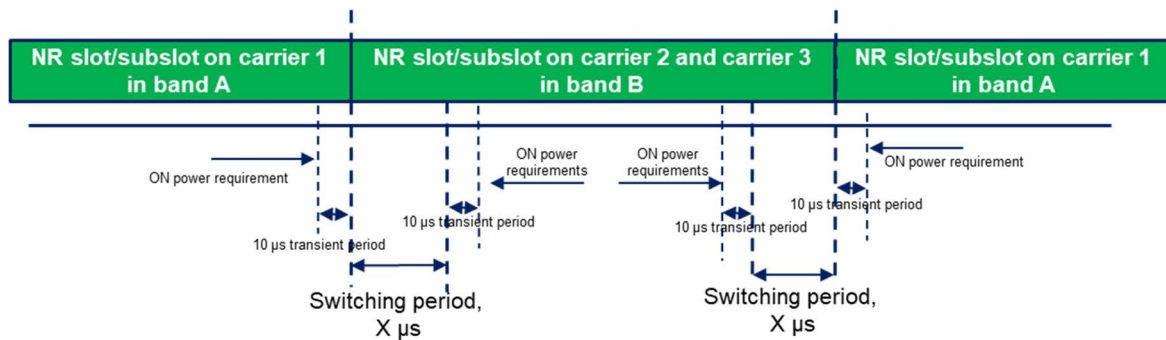 NR slot/subslot on carrier 1
in band A
NR slot/subslot on carrier 2 and carrier 3
in band B
NR slot/subslot on carrier 1
in band A
ON power requirement
10 µs transient period
ON power
requirements
10 µs transient period
ON power
requirements
10 µs transient period
ON power requirement
10 µs transient period
Switching period,
X µs
Switching period,
X µs